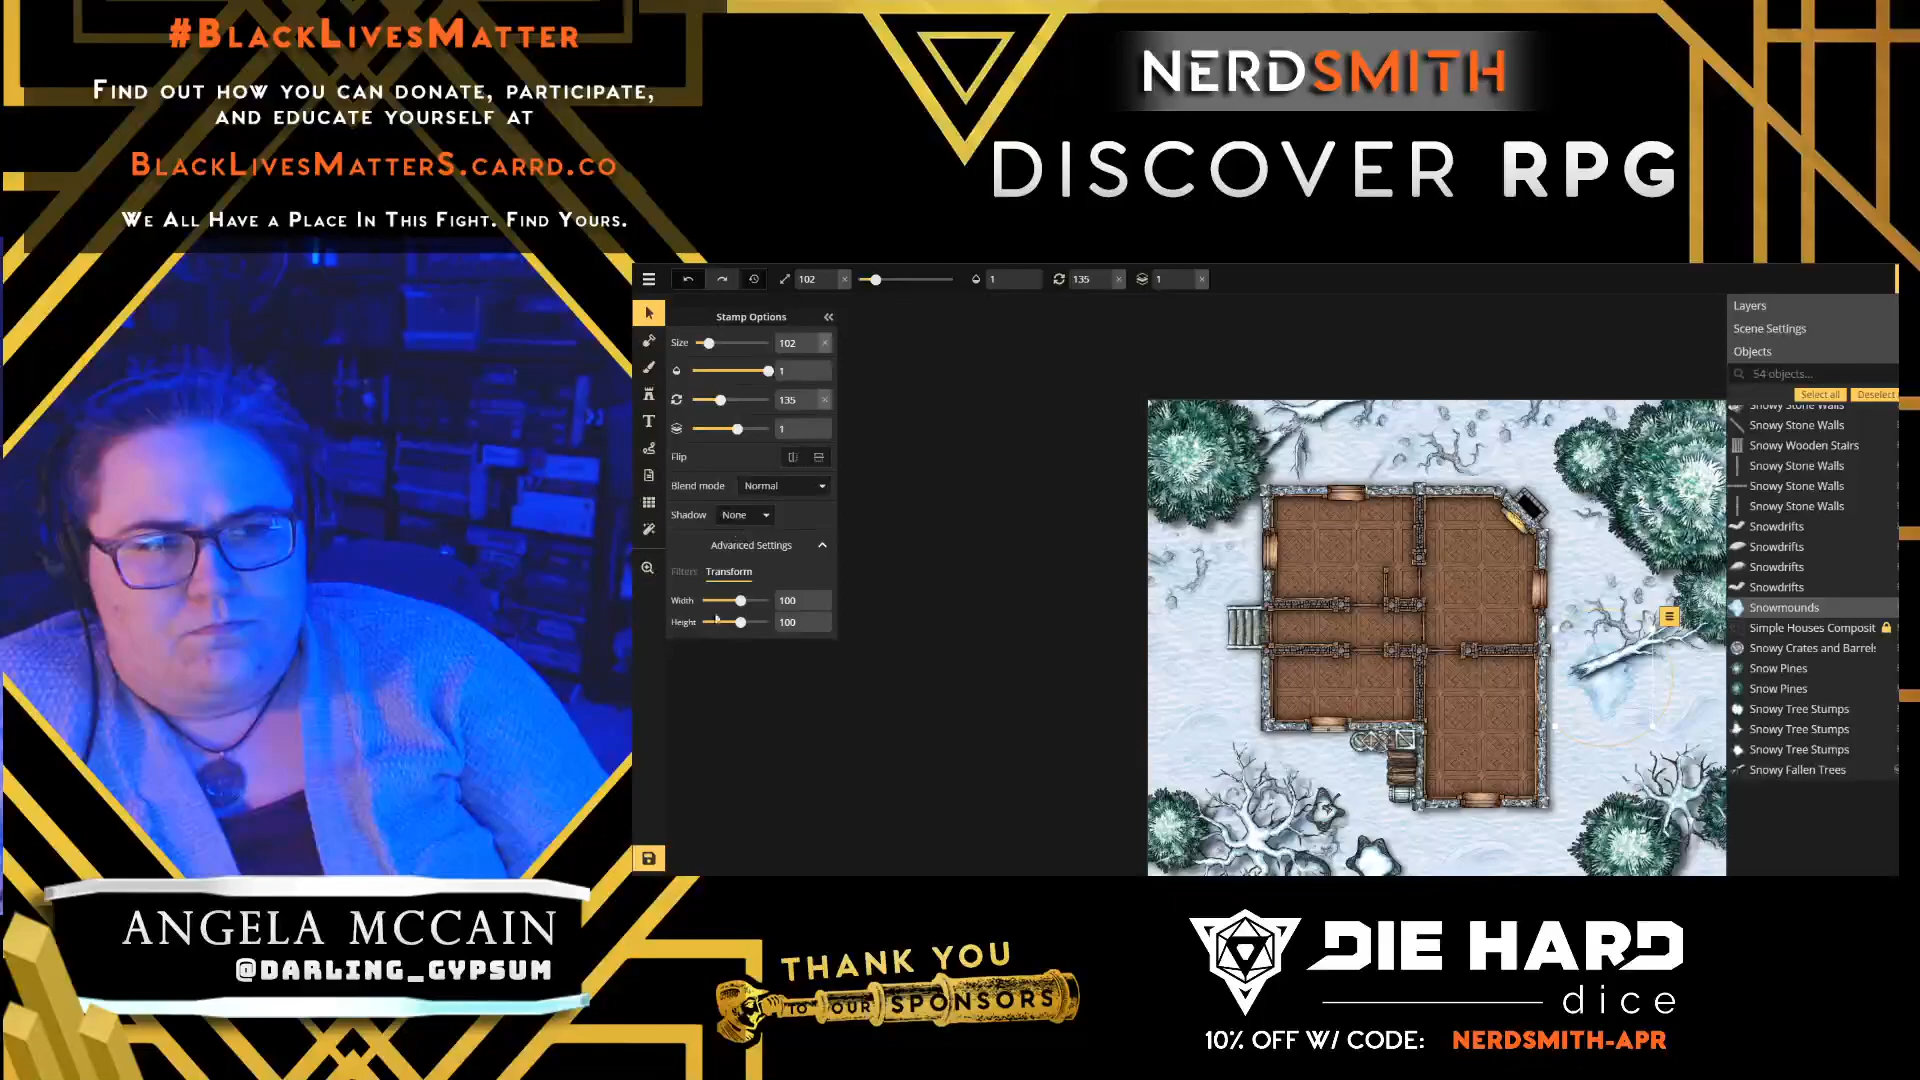 #BlackLivesMatter
Find out how you can donate, participate,
and educate yourself at
BlackLivesMatterS.carrd.co
We All Have a Place In This Fight. Find Yours.
NERDSMITH
DISCOVER RPG
102
1
135
1
Stamp Options
Size 102
1
135
1
Flip
Blend mode Normal
Shadow None
Advanced Settings
Filters Transform
Width 100
Height 100
Layers
Scene Settings
Objects
54 objects...
Select all Deselect
Snowy Stone Walls
Snowy Stone Walls
Snowy Wooden Stairs
Snowy Stone Walls
Snowy Stone Walls
Snowy Stone Walls
Snowdrifts
Snowdrifts
Snowdrifts
Snowdrifts
Snowmounds
Simple Houses Composit
Snowy Crates and Barrels
Snow Pines
Snow Pines
Snowy Tree Stumps
Snowy Tree Stumps
Snowy Tree Stumps
Snowy Fallen Trees
ANGELA MCCAIN
@DARLING_GYPSUM
THANK YOU
TO OUR SPONSORS
DIE HARD
dice
10% OFF W/ CODE: NERDSMITH-APR